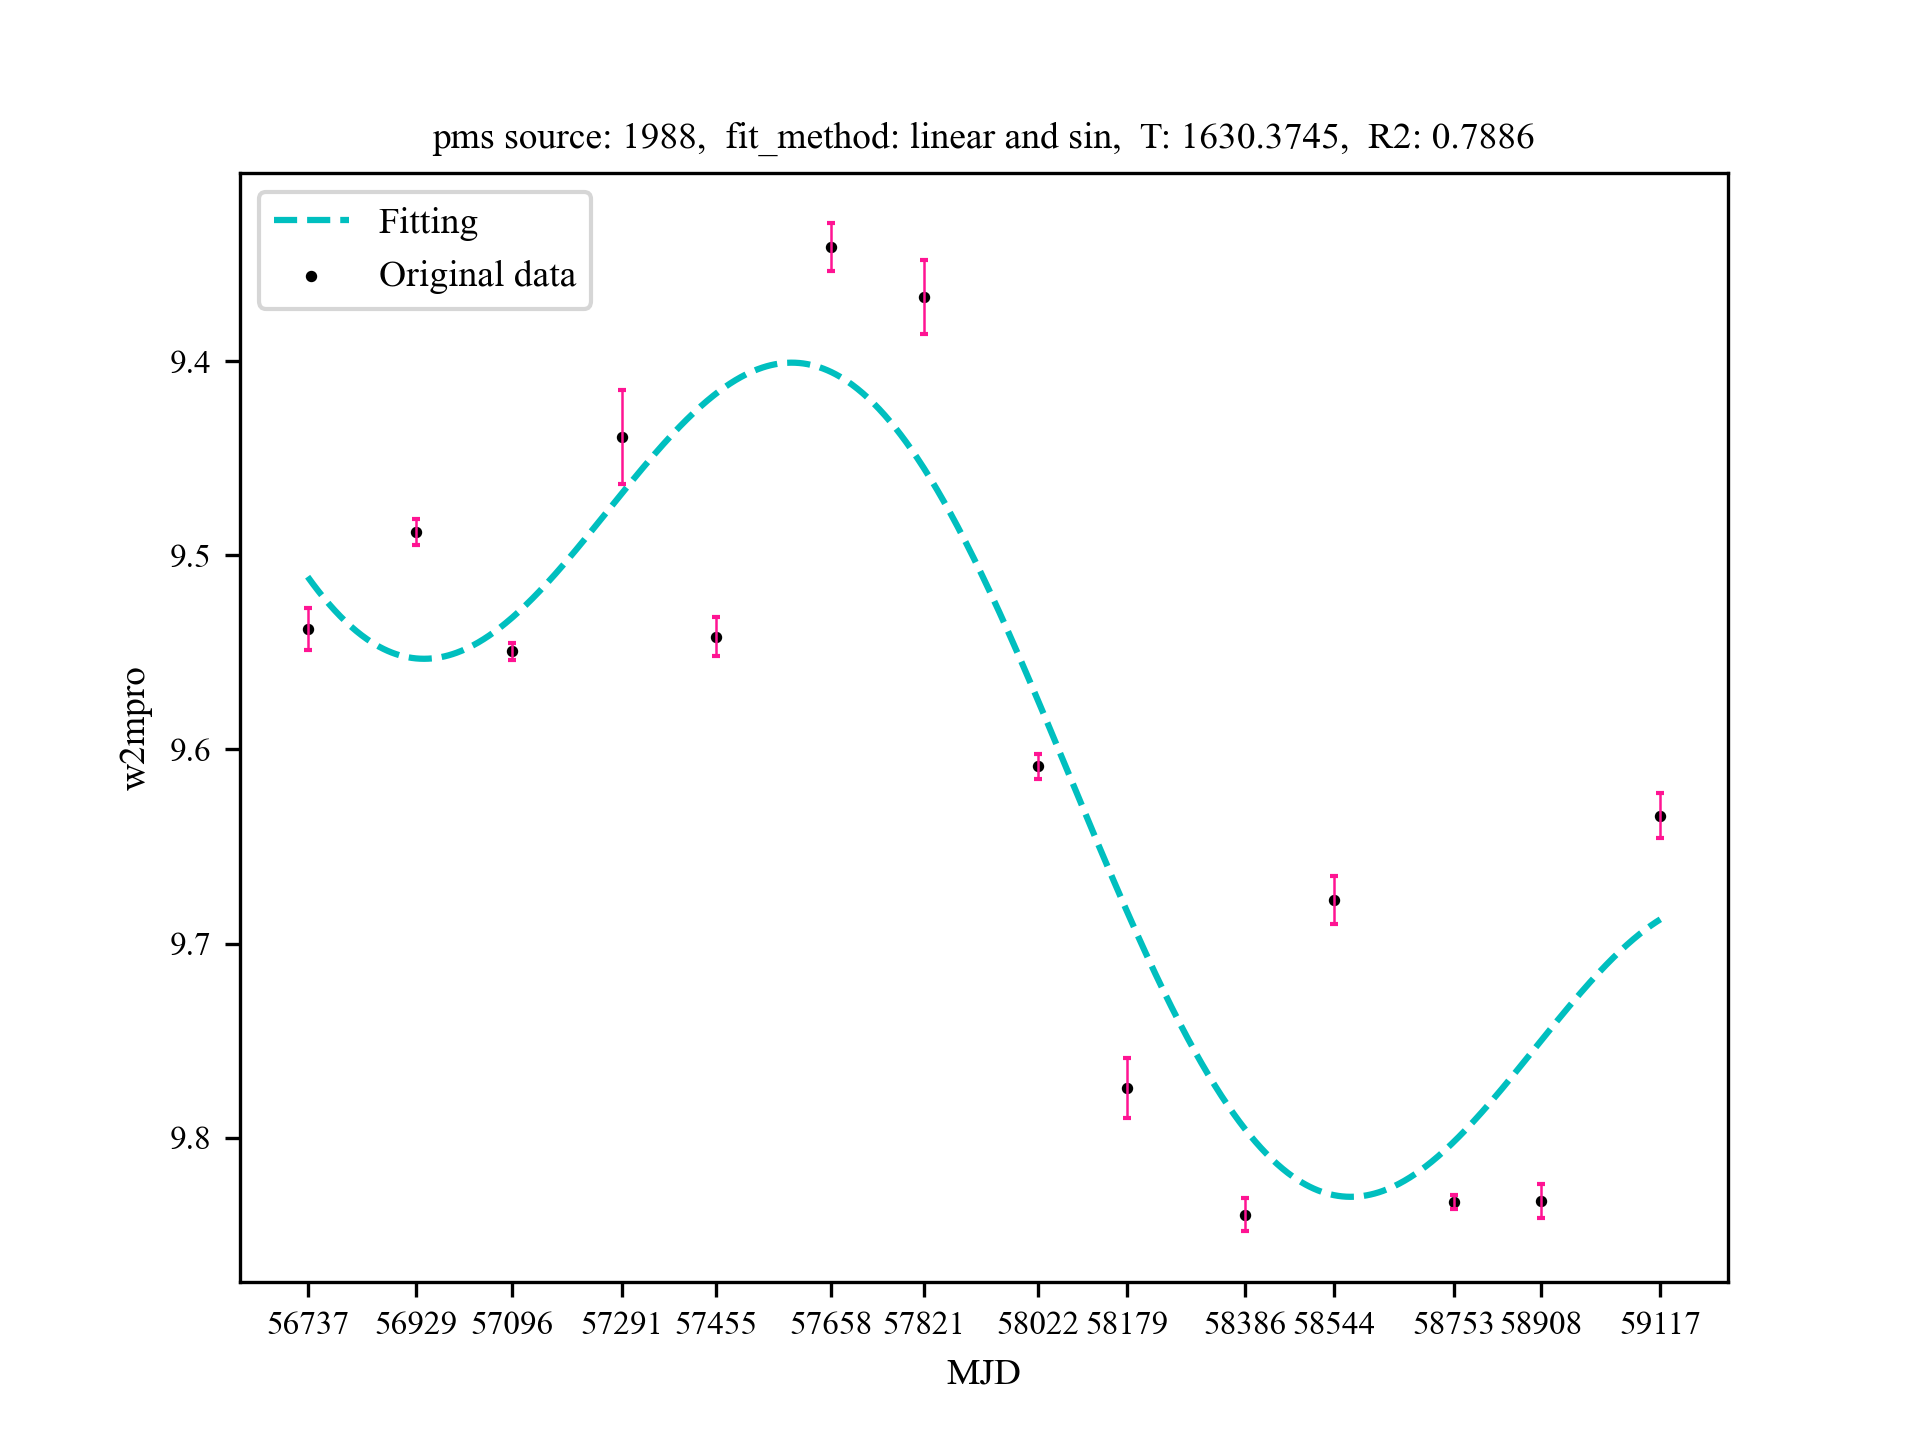 pms source: 1988,  fit_method: linear and sin,  T: 1630.3745,  R2: 0.7886
Fitting
Original data
9.4
9.5
9.6
9.7
9.8
w2mpro
56737 56929 57096 57291 57455 57658 57821 58022 58179 58386 58544 58753 58908 59117
MJD